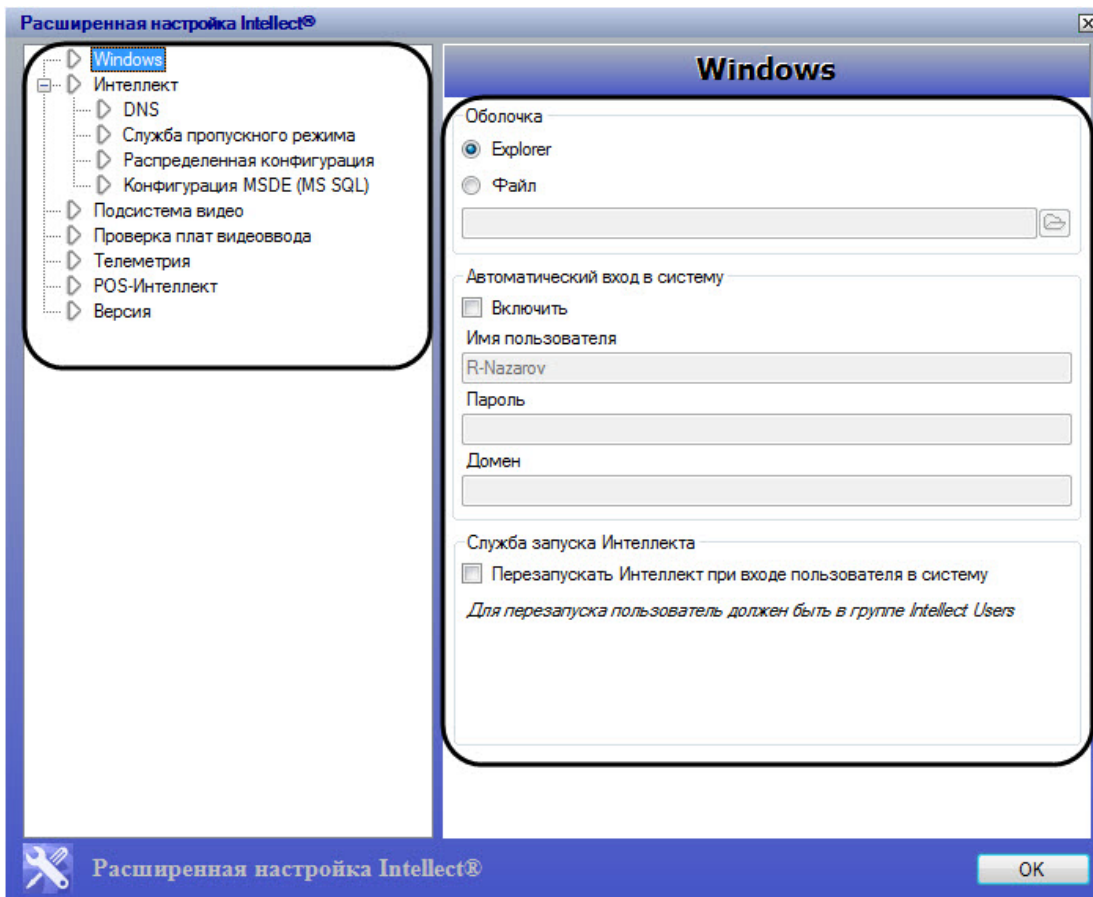 Расширенная настройка Intellect®
Windows
Интеллект
DNS
Служба пропускного режима
Распределенная конфигурация
Конфигурация MSDE (MS SQL)
Подсистема видео
Проверка плат видеоввода
Телеметрия
POS-Интеллект
Версия
Windows
Оболочка
Explorer
Файл
Автоматический вход в систему
Включить
Имя пользователя
R-Nazarov
Пароль
Домен
Служба запуска Интеллекта
Перезапускать Интеллект при входе пользователя в систему
Для перезапуска пользователь должен быть в группе Intellect Users
Расширенная настройка Intellect®
OK